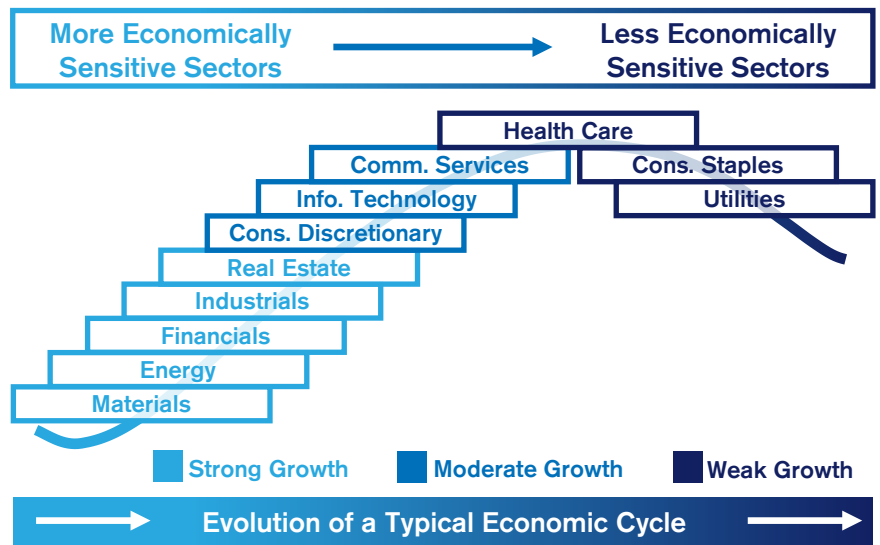 More Economically
Sensitive Sectors
Less Economically
Sensitive Sectors
Health Care
Comm. Services
Cons. Staples
Info. Technology
Utilities
Cons. Discretionary
Real Estate
Industrials
Financials
Energy
Materials
Strong Growth
Moderate Growth
Weak Growth
Evolution of a Typical Economic Cycle